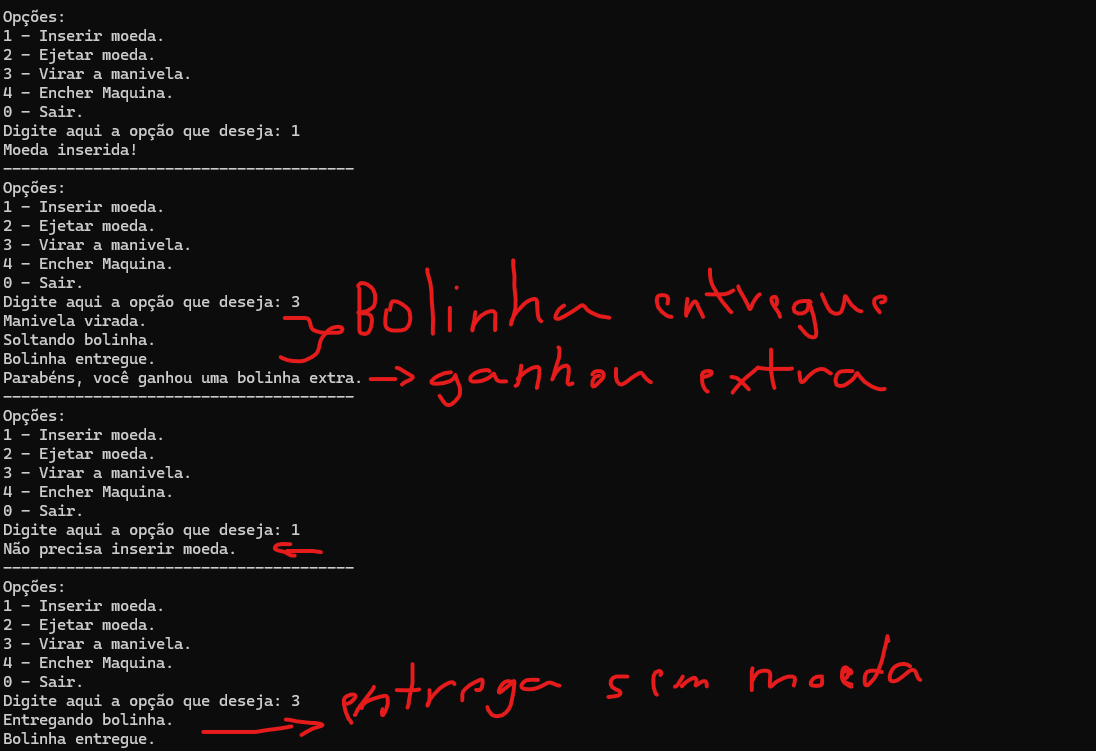 Opções:
1 - Inserir moeda.
2 - Ejetar moeda.
3 - Virar a manivela.
4 - Encher Maquina.
0 - Sair.
Digite aqui a opção que deseja: 1
Moeda inserida!
---------------------------------------
Opções:
1 - Inserir moeda.
2 - Ejetar moeda.
3 - Virar a manivela.
4 - Encher Maquina.
0 - Sair.
Digite aqui a opção que deseja: 3
Manivela virada.
Soltando bolinha.
Bolinha entregue
Bolinha entregue.
Parabéns, você ganhou uma bolinha extra.
ganhou extra
---------------------------------------
Opções:
1 - Inserir moeda.
2 - Ejetar moeda.
3 - Virar a manivela.
4 - Encher Maquina.
0 - Sair.
Digite aqui a opção que deseja: 1
Não precisa inserir moeda.
---------------------------------------
Opções:
1 - Inserir moeda.
2 - Ejetar moeda.
3 - Virar a manivela.
4 - Encher Maquina.
0 - Sair.
Digite aqui a opção que deseja: 3
entrega sem moeda
Entregando bolinha.
Bolinha entregue.